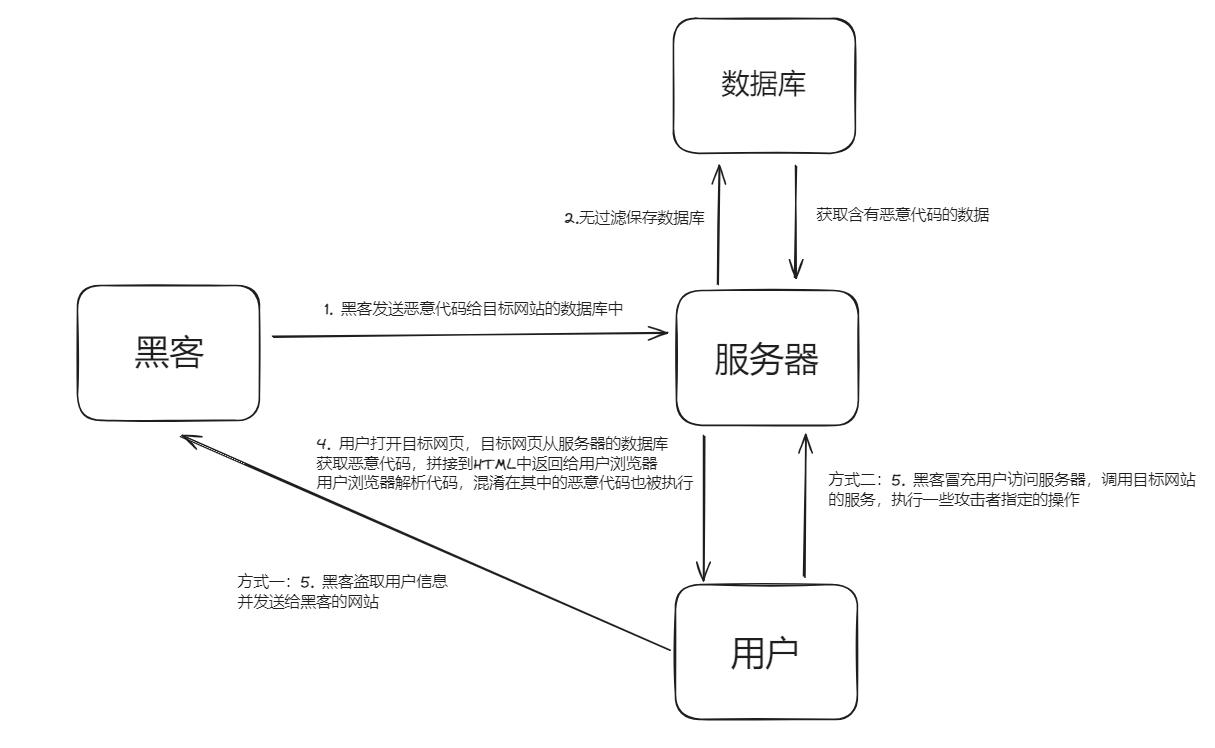 数据库
2.无过滤保存数据库
获取含有恶意代码的数据
1. 黑客发送恶意代码给目标网站的数据库中
黑客
服务器
4. 用户打开目标网页，目标网页从服务器的数据库
获取恶意代码，拼接到HTML中返回给用户浏览器
用户浏览器解析代码，混淆在其中的恶意代码也被执行
方式二：5. 黑客冒充用户访问服务器，调用目标网站
的服务，执行一些攻击者指定的操作
方式一：5. 黑客盗取用户信息
并发送给黑客的网站
用户